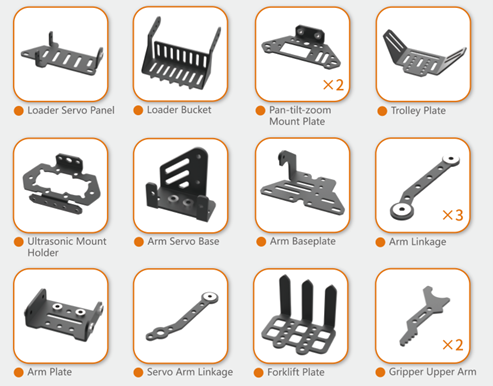 ×2
Loader Servo Panel
Loader Bucket
Pan-tilt-zoom
Mount Plate
Trolley Plate
×3
Ultrasonic Mount
Holder
Arm Servo Base
Arm Baseplate
Arm Linkage
×2
Arm Plate
Servo Arm Linkage
Forklift Plate
Gripper Upper Arm